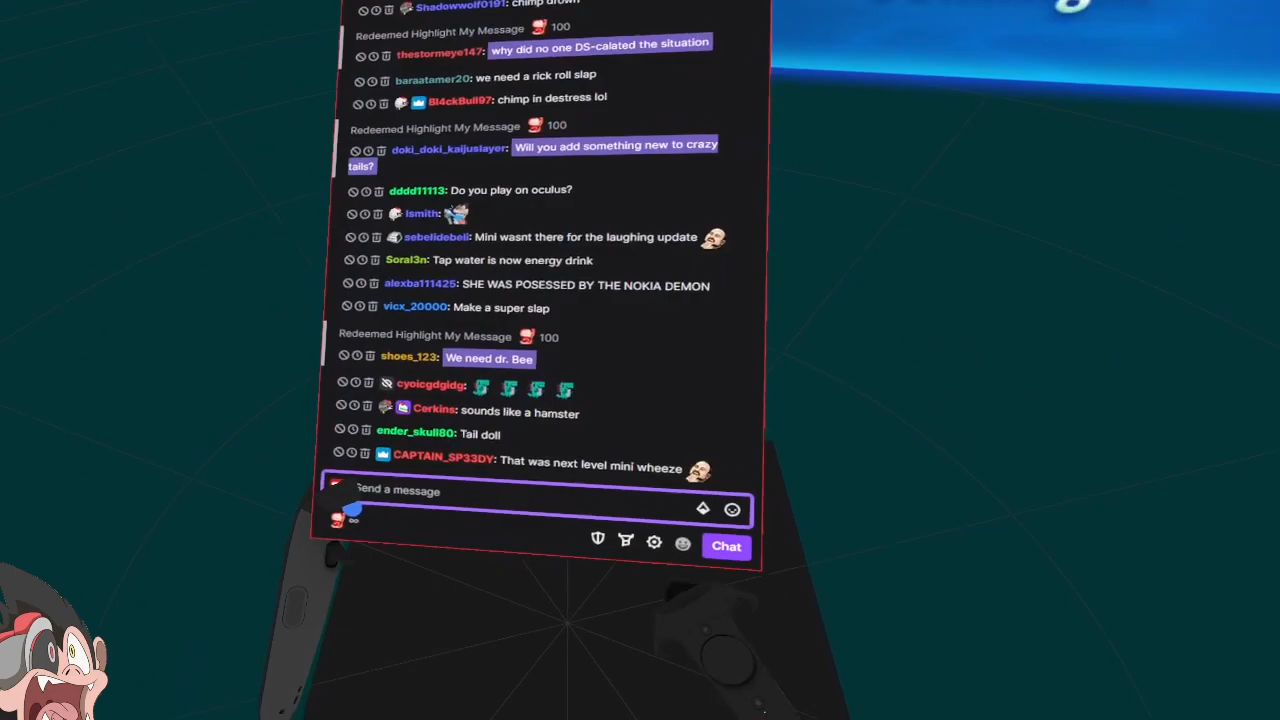 Shadowwolf0191: chimp drown
Redeemed Highlight My Message 100
thestormeye147: why did no one DS-calated the situation
baraatamer20: we need a rick roll slap
Bl4ckBull97: chimp in destress lol
Redeemed Highlight My Message 100
doki_doki_kaijuslayer: Will you add something new to crazy
tails?
dddd11113: Do you play on oculus?
lsmith:
sebelidebeli: Mini wasnt there for the laughing update
Soral3n: Tap water is now energy drink
alexba111425: SHE WAS POSESSED BY THE NOKIA DEMON
vicx_20000: Make a super slap
Redeemed Highlight My Message 100
shoes_123: We need dr. Bee
cyoicgdgidg:
Cerkins: sounds like a hamster
ender_skull80: Tail doll
CAPTAIN_SP33DY: That was next level mini wheeze
Send a message
∞
Chat